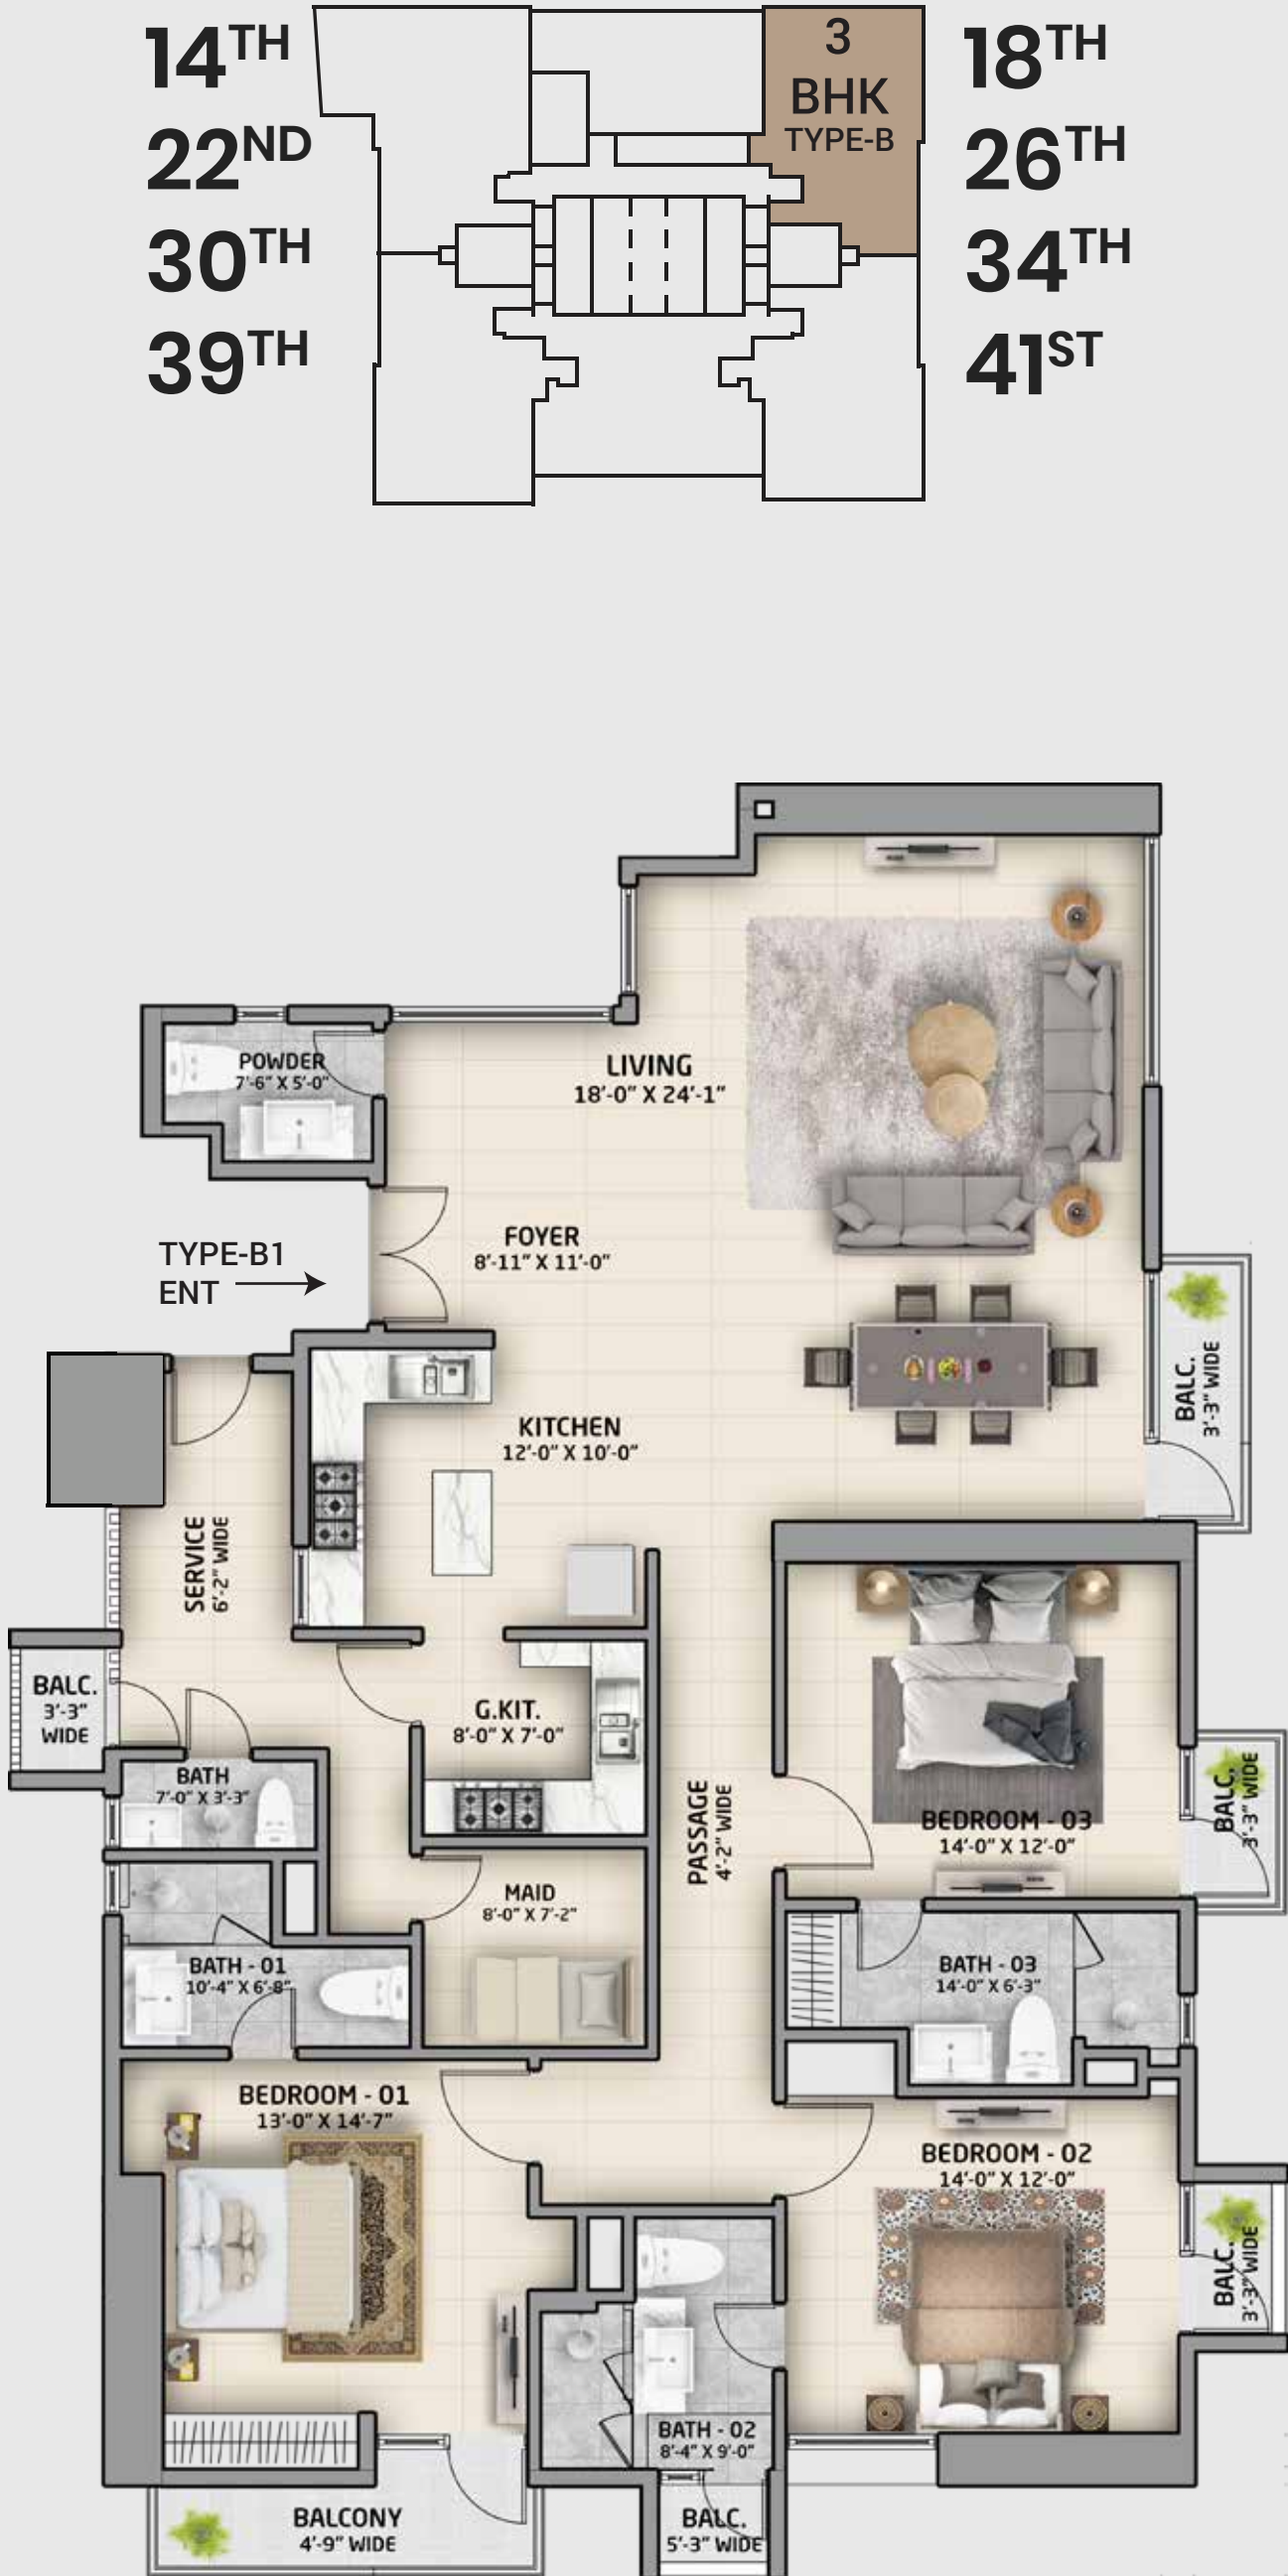 14TH
22ND
30TH
39TH
3
BHK
TYPE-B
18TH
26TH
34TH
41ST
POWDER
7'-6" X 5'-0"
LIVING
18'-0" X 24'-1"
FOYER
8'-11" X 11'-0"
TYPE-B1
ENT
BALC.
3'-3" WIDE
KITCHEN
12'-0" X 10'-0"
SERVICE
6'-2" WIDE
BALC.
3'-3"
WIDE
G.KIT.
8'-0" X 7'-0"
BATH
7'-0" X 3'-3"
PASSAGE
4'-2" WIDE
BEDROOM - 03
14'-0" X 12'-0"
BALC.
3'-3" WIDE
MAID
8'-0" X 7'-2"
BATH - 01
10'-4" X 6'-8"
BATH - 03
14'-0" X 6'-3"
BEDROOM - 01
13'-0" X 14'-7"
BEDROOM - 02
14'-0" X 12'-0"
BALC.
3'-3" WIDE
BATH - 02
8'-4" X 9'-0"
BALCONY
4'-9" WIDE
BALC.
5'-3" WIDE